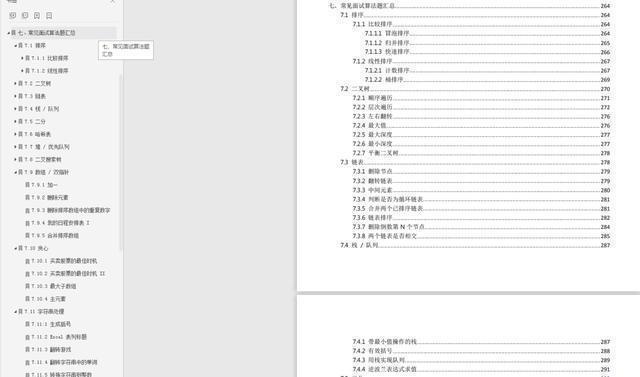 七、常见面试算法题汇总
7.1 排序
7.1.1 比较排序
7.1.2 线性排序
7.2 二叉树
7.3 链表
7.4 栈 / 队列
7.5 二分
7.6 哈希表
7.7 堆 / 优先队列
7.8 二叉搜索树
7.9 数组 / 双指针
7.9.1 加一
7.9.2 删除元素
7.9.3 删除排序数组中的重复数字
7.9.4 我的日程安排表 I
7.9.5 合并排序数组
7.10 贪心
7.10.1 买卖股票的最佳时机
7.10.2 买卖股票的最佳时机 II
7.10.3 最大子数组
7.10.4 主元素
7.11 字符串处理
7.11.1 生成括号
7.11.2 Excel 表列标题
7.11.3 翻转游戏
7.11.4 翻转字符串中的单词
7.11.5 转换字符串到整数
七、常见面试算法题
汇总
七、常见面试算法题汇总 264
7.1 排序 264
7.1.1 比较排序 264
7.1.1.1 冒泡排序 264
7.1.1.2 归并排序 265
7.1.1.3 快速排序 266
7.1.2 线性排序 267
7.1.2.1 计数排序 268
7.1.2.2 桶排序 269
7.2 二叉树 270
7.2.1 顺序遍历 271
7.2.2 层次遍历 272
7.2.3 左右翻转 276
7.2.4 最大值 276
7.2.5 最大深度 277
7.2.6 最小深度 277
7.2.7 平衡二叉树 278
7.3 链表 279
7.3.1 删除节点 279
7.3.2 翻转链表 279
7.3.3 中间元素 280
7.3.4 判断是否为循环链表 281
7.3.5 合并两个已排序链表 281
7.3.6 链表排序 282
7.3.7 删除倒数第 N 个节点 284
7.3.8 两个链表是否相交 285
7.4 栈 / 队列 287
7.4.1 带最小值操作的栈 287
7.4.2 有效括号 288
7.4.3 用栈实现队列 289
7.4.4 逆波兰表达式求值 291